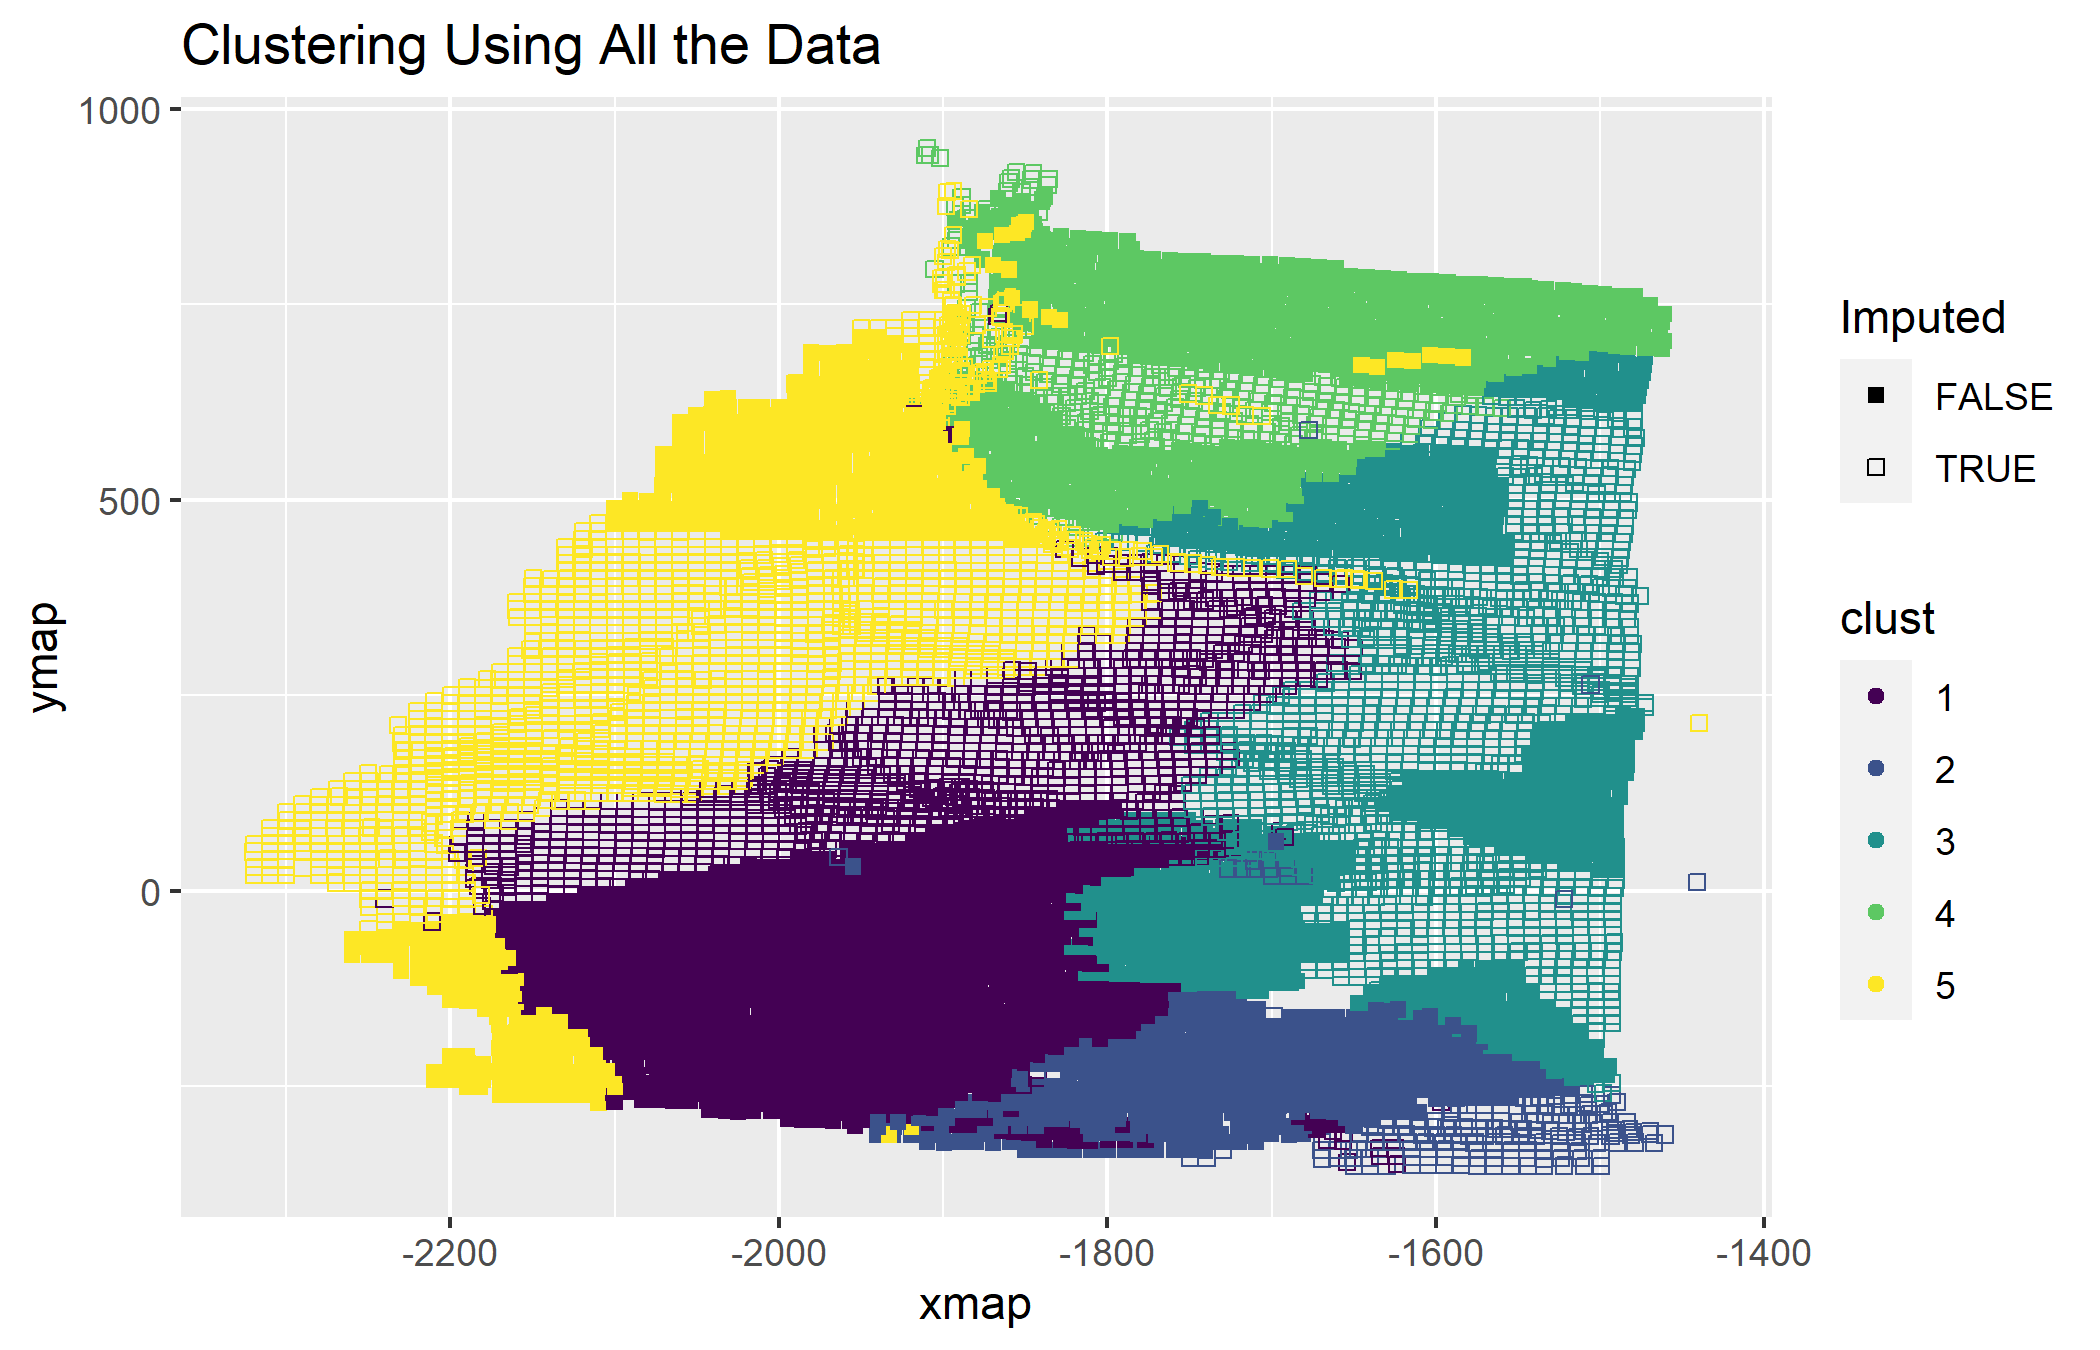 Clustering Using All the Data
1000
500
0
ymap
-2200
-2000
-1800
-1600
-1400
xmap
Imputed
FALSE
TRUE
clust
1
2
3
4
5